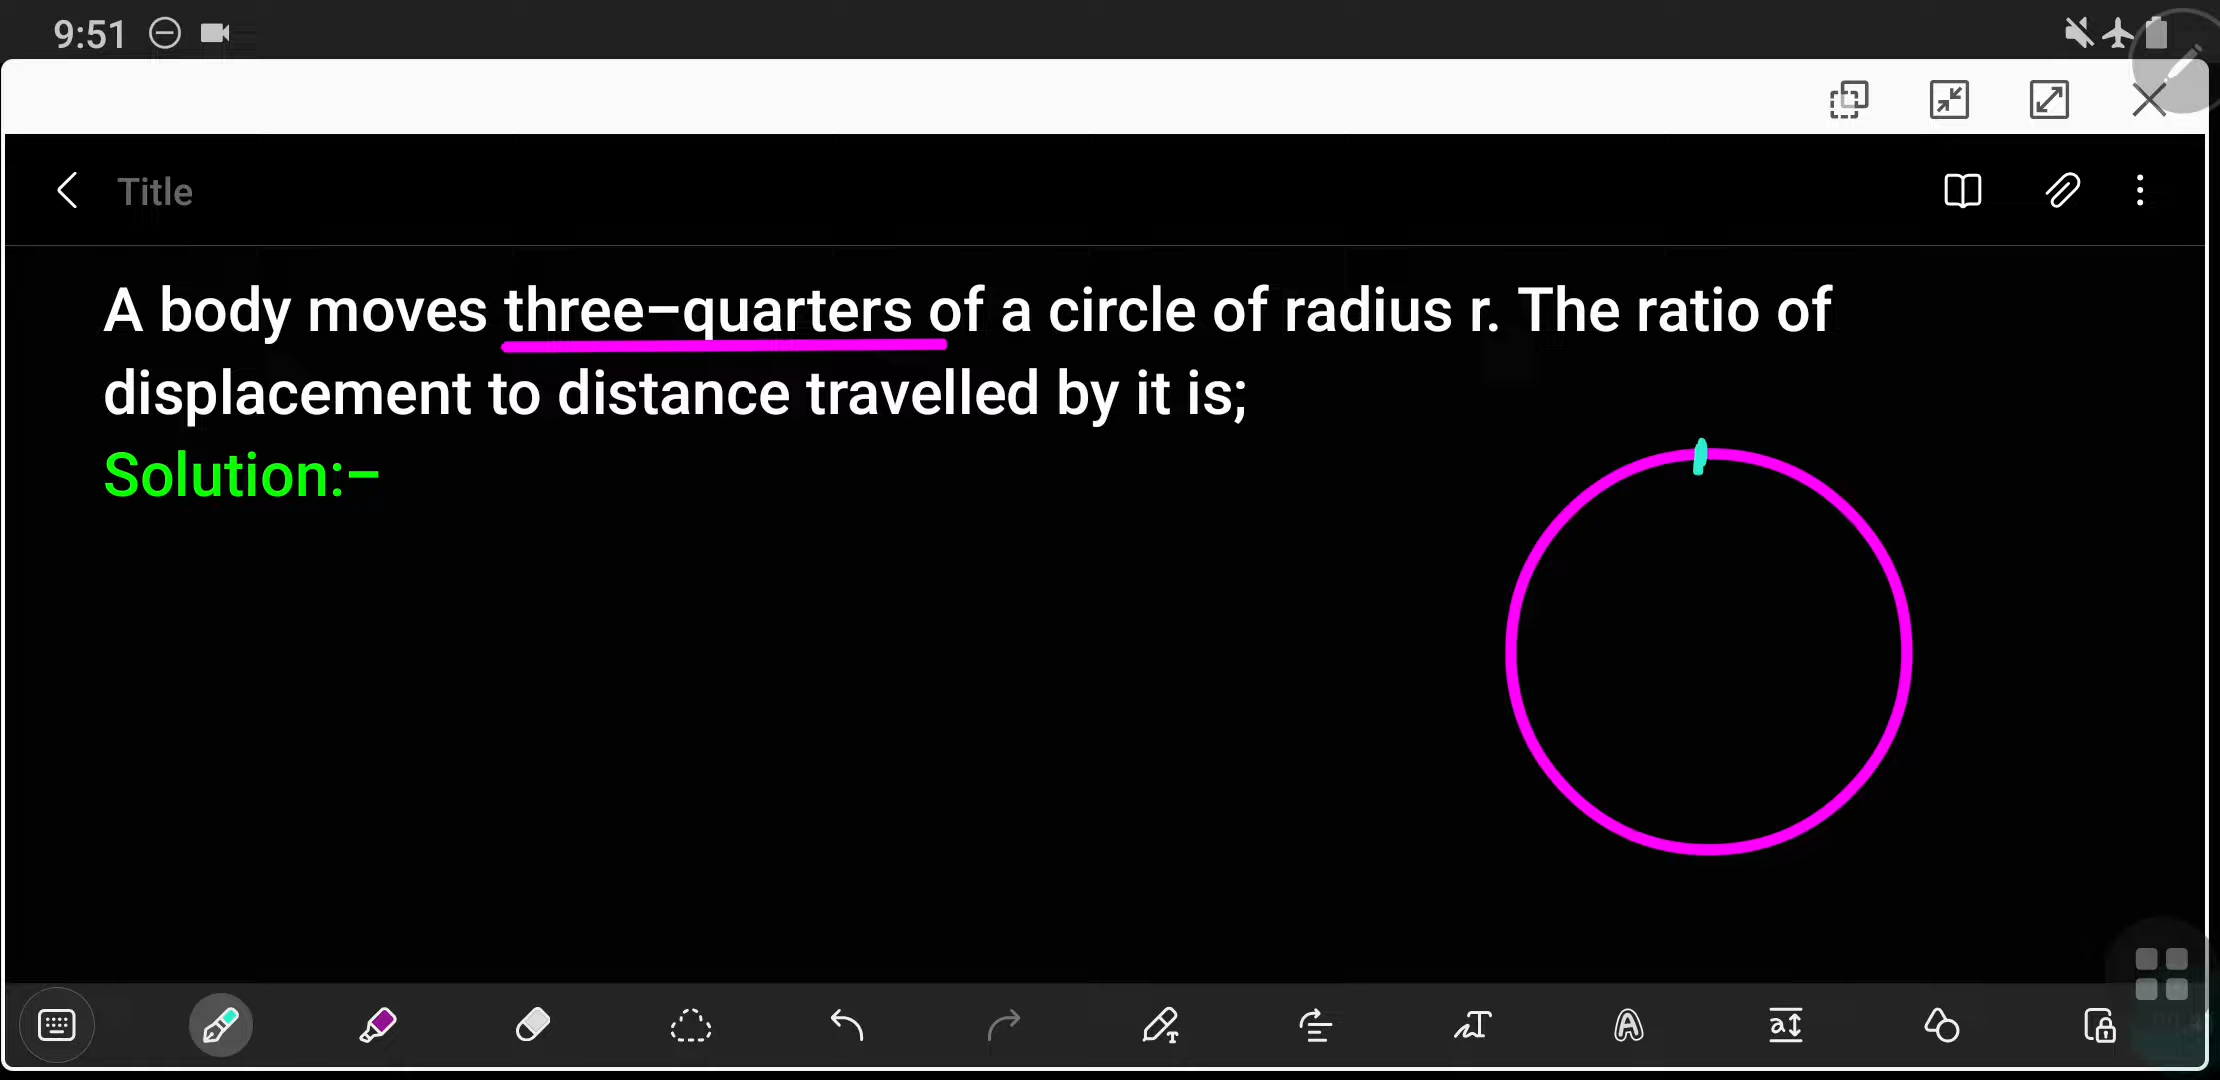 9:51
Title
A body moves three–quarters of a circle of radius r. The ratio of
displacement to distance travelled by it is;
Solution:–